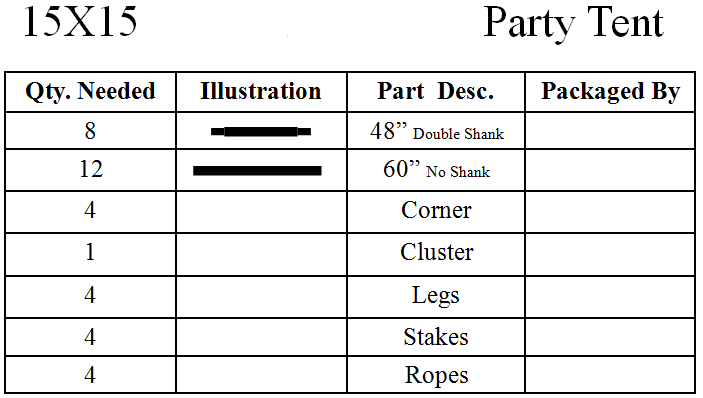 15X15 Party Tent
Qty. Needed Illustration Part Desc. Packaged By
8 48” Double Shank
12 60” No Shank
4 Corner
1 Cluster
4 Legs
4 Stakes
4 Ropes